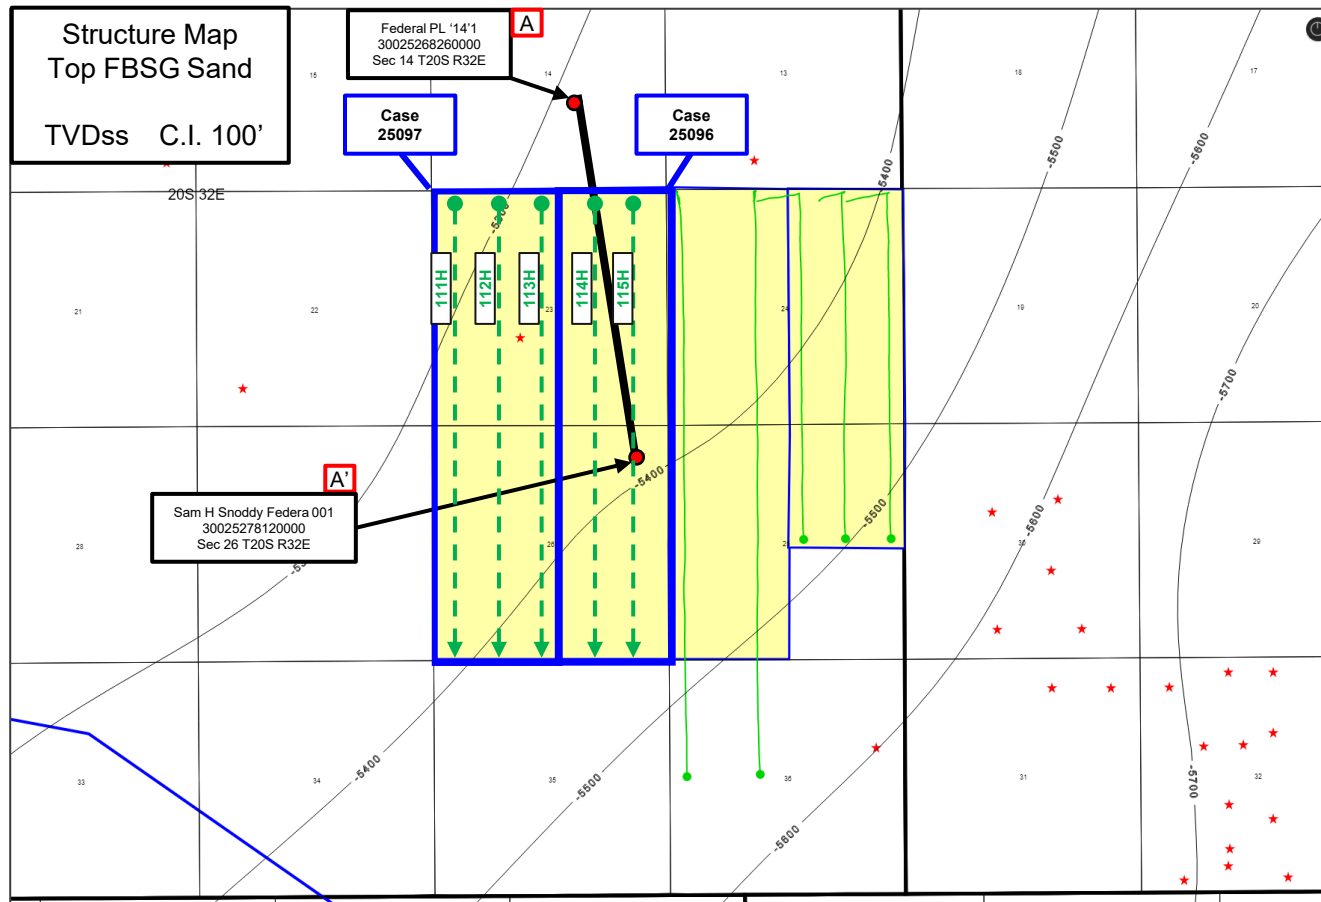 Structure Map
Top FBSG Sand
TVDss C.I. 100’
Federal PL ‘14’1
30025268260000
Sec 14 T20S R32E
A
Case
25097
Case
25096
15
14
13
18
17
20S 32E
-5300
-5400
-5500
-5600
111H
112H
113H
114H
115H
21
22
23
24
19
20
-5700
A’
Sam H Snoddy Federa 001
30025278120000
Sec 26 T20S R32E
-5400
-5500
-5600
28
26
30
29
33
34
35
36
31
32
-5400
-5500
-5600
-5700